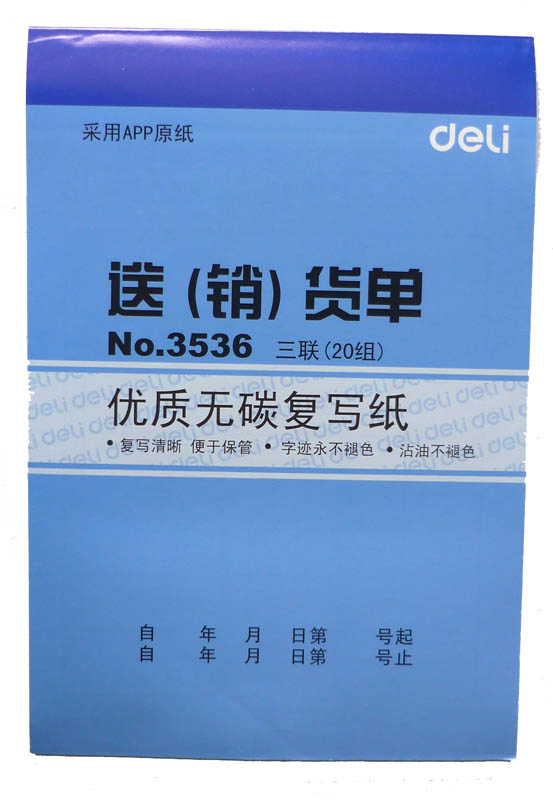 采用APP原纸
deli
送（销）货单
No.3536 三联（20组）
优质无碳复写纸
•复写清晰 便于保管 •字迹永不褪色 •沾油不褪色
自 年 月 日第 号起
自 年 月 日第 号止